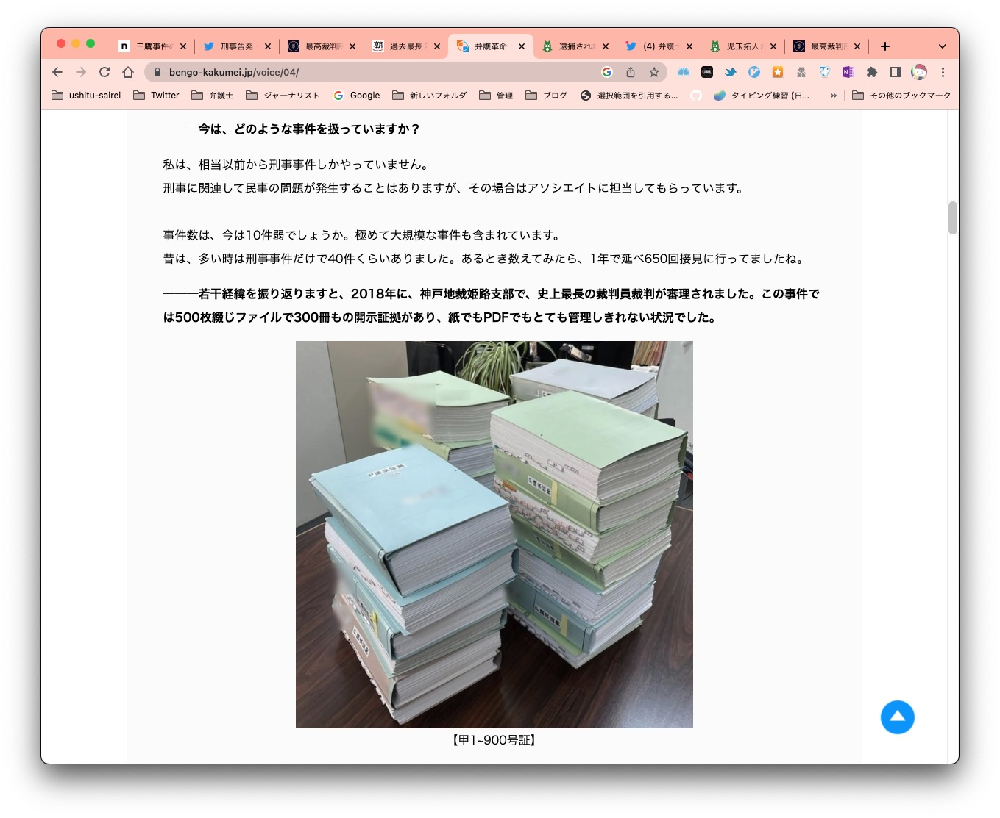 三鷹事件の
刑事告発
最高裁判所
過去最長2
弁護革命
逮捕された
(4) 弁護士
児玉拓人
最高裁判所
bengo-kakumei.jp/voice/04/
ushitu-sairei
Twitter
弁護士
ジャーナリスト
Google
新しいフォルダ
管理
ブログ
選択範囲を引用する...
タイピング練習 (日...
»
その他のブックマーク
———今は、どのような事件を扱っていますか？
私は、相当以前から刑事事件しかやっていません。
刑事に関連して民事の問題が発生することはありますが、その場合はアソシエイトに担当してもらっています。
事件数は、今は10件弱でしょうか。極めて大規模な事件も含まれています。
昔は、多い時は刑事事件だけで40件くらいありました。あるとき数えてみたら、1年で延べ650回接見に行ってましたね。
———若干経緯を振り返りますと、2018年に、神戸地裁姫路支部で、史上最長の裁判員裁判が審理されました。この事件で
は500枚綴じファイルで300冊もの開示証拠があり、紙でもPDFでもとても管理しきれない状況でした。
P請求証拠
【甲1~900号証】